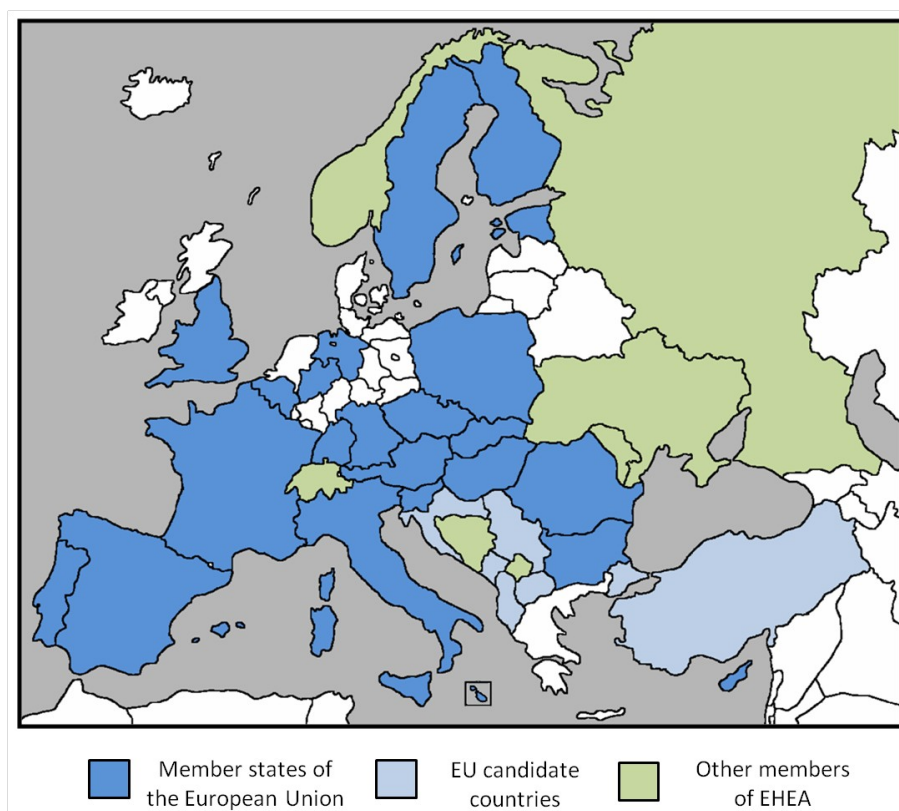 Member states of
the European Union
EU candidate
countries
Other members
of EHEA